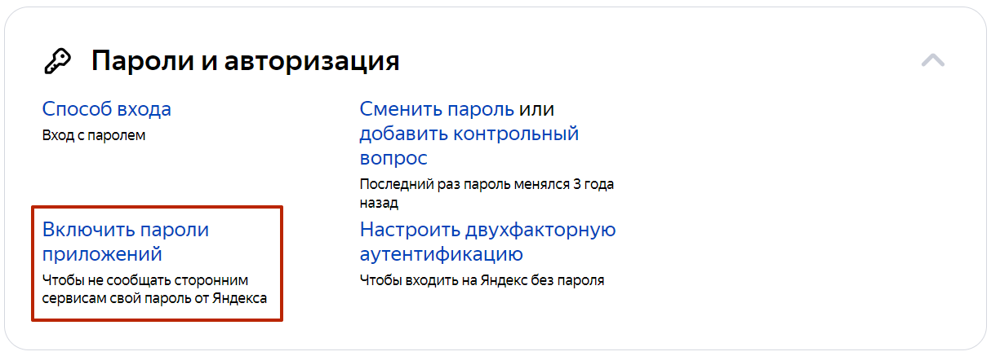 Пароли и авторизация
Способ входа
Вход с паролем
Сменить пароль или
добавить контрольный
вопрос
Последний раз пароль менялся 3 года
назад
Включить пароли
приложений
Чтобы не сообщать сторонним
сервисам свой пароль от Яндекса
Настроить двухфакторную
аутентификацию
Чтобы входить на Яндекс без пароля